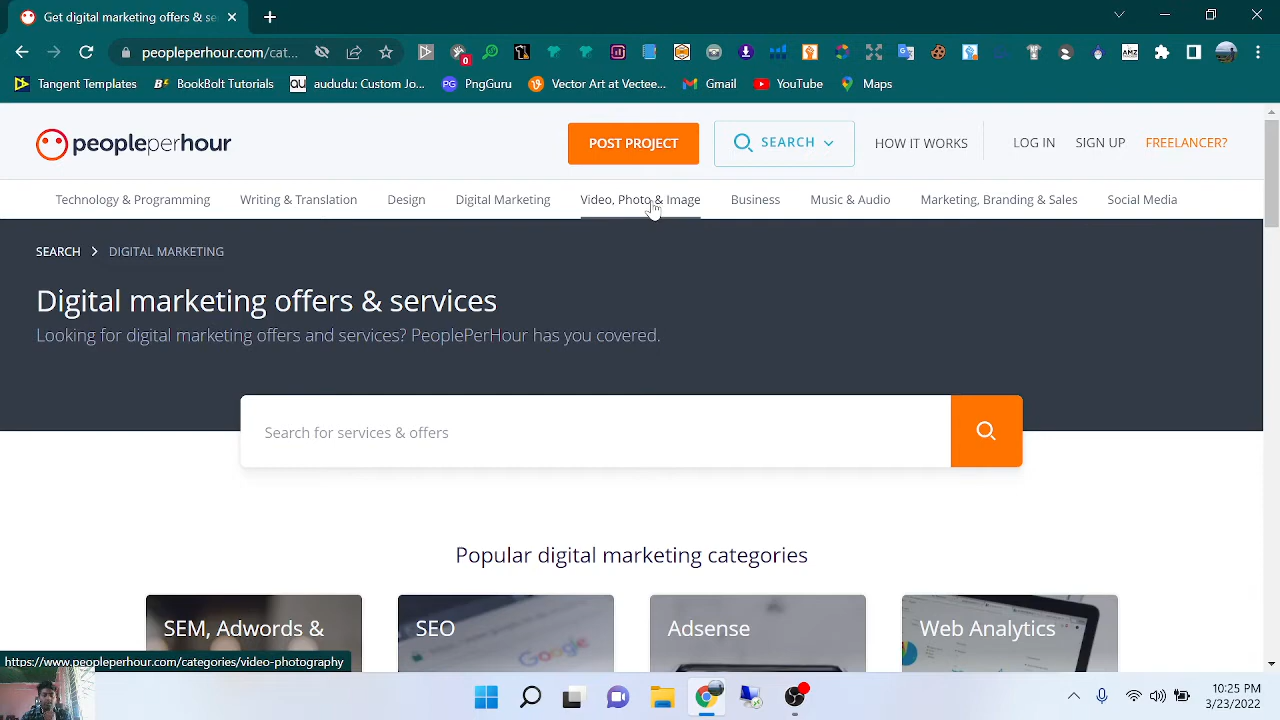 Get digital marketing offers & se
peopleperhour.com/cat...
0
Tangent Templates
BookBolt Tutorials
QU
aududu: Custom Jo...
PG
PngGuru
Vector Art at Vectee...
Gmail
YouTube
Maps
peopleperhour
POST PROJECT
SEARCH
HOW IT WORKS
LOG IN
SIGN UP
FREELANCER?
Technology & Programming
Writing & Translation
Design
Digital Marketing
Video, Photo & Image
Business
Music & Audio
Marketing, Branding & Sales
Social Media
SEARCH
DIGITAL MARKETING
Digital marketing offers & services
Looking for digital marketing offers and services? PeoplePerHour has you covered.
Search for services & offers
Popular digital marketing categories
SEM, Adwords &
SEO
Adsense
Web Analytics
Google
https://www.peopleperhour.com/categories/video-photography
10:25 PM
3/23/2022